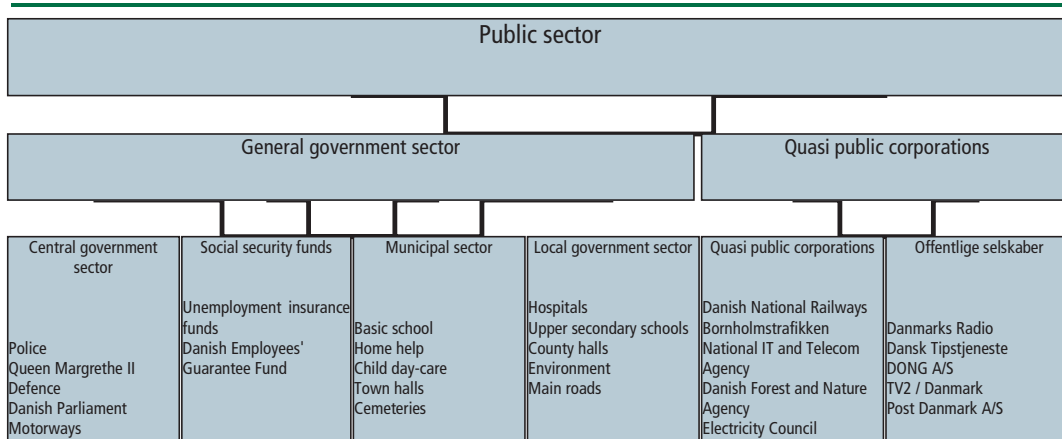 Public sector
General government sector
Quasi public corporations
Central government
sector
Police
Queen Margrethe II
Defence
Danish Parliament
Motorways
Social security funds
Unemployment insurance
funds
Danish Employees'
Guarantee Fund
Municipal sector
Basic school
Home help
Child day-care
Town halls
Cemeteries
Local government sector
Hospitals
Upper secondary schools
County halls
Environment
Main roads
Quasi public corporations
Danish National Railways
Bornholmstrafikken
National IT and Telecom
Agency
Danish Forest and Nature
Agency
Electricity Council
Offentlige selskaber
Danmarks Radio
Dansk Tipstjeneste
DONG A/S
TV2 / Danmark
Post Danmark A/S